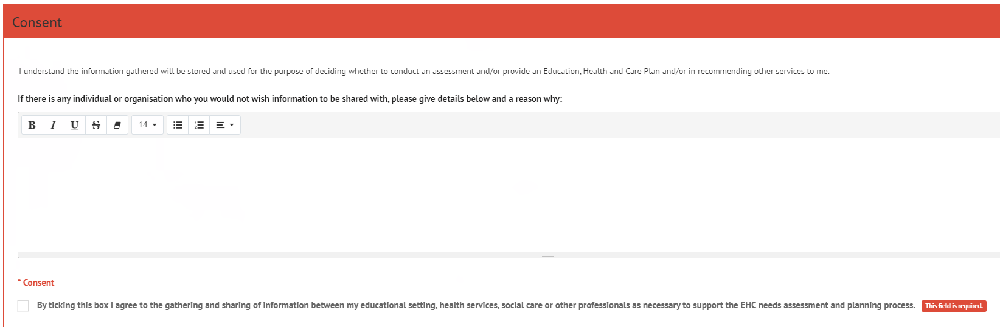 Consent
I understand the information gathered will be stored and used for the purpose of deciding whether to conduct an assessment and/or provide an Education, Health and Care Plan and/or in recommending other services to me.
If there is any individual or organisation who you would not wish information to be shared with, please give details below and a reason why:
B I U S 14
* Consent
By ticking this box I agree to the gathering and sharing of information between my educational setting, health services, social care or other professionals as necessary to support the EHC needs assessment and planning process. This field is required.